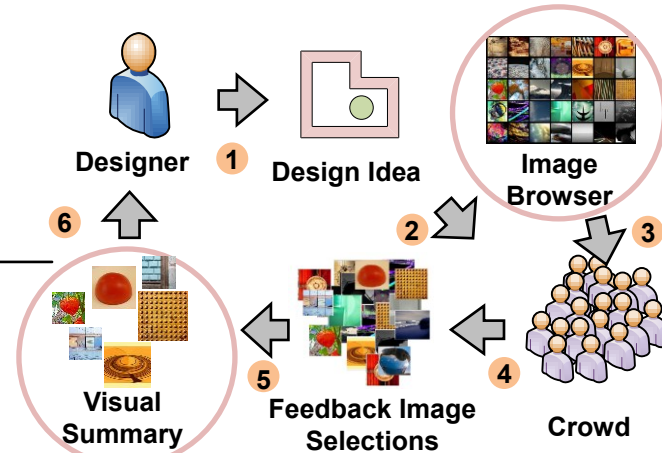 Designer
1
Design Idea
Image
Browser
2
3
Crowd
4
Feedback Image
Selections
5
Visual
Summary
6